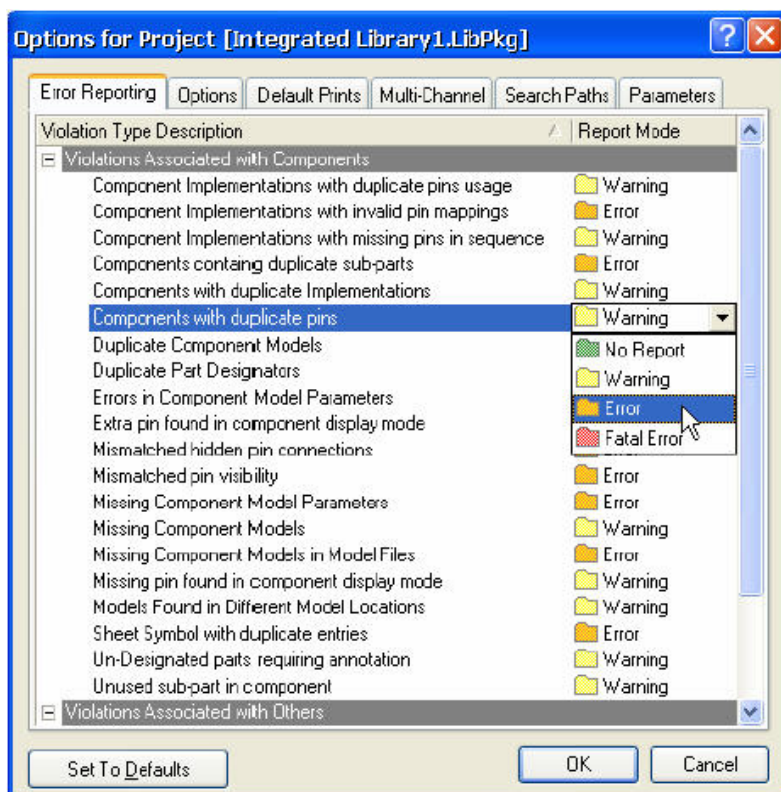 Options for Project [Integrated Library1.LibPkg]
Error Reporting Options Default Prints Multi-Channel Search Paths Parameters
Violation Type Description Report Mode
Violations Associated with Components
Component Implementations with duplicate pins usage Warning
Component Implementations with invalid pin mappings Error
Component Implementations with missing pins in sequence Warning
Components containg duplicate sub-parts Error
Components with duplicate Implementations Warning
Components with duplicate pins Warning
Duplicate Component Models No Report
Duplicate Part Designators Warning
Errors in Component Model Parameters Error
Extra pin found in component display mode Fatal Error
Mismatched hidden pin connections
Mismatched pin visibility Error
Missing Component Model Parameters Error
Missing Component Models Warning
Missing Component Models in Model Files Error
Missing pin found in component display mode Warning
Models Found in Different Model Locations Warning
Sheet Symbol with duplicate entries Error
Un-Designated parts requiring annotation Warning
Unused sub-part in component Warning
Violations Associated with Others
Set To Defaults OK Cancel